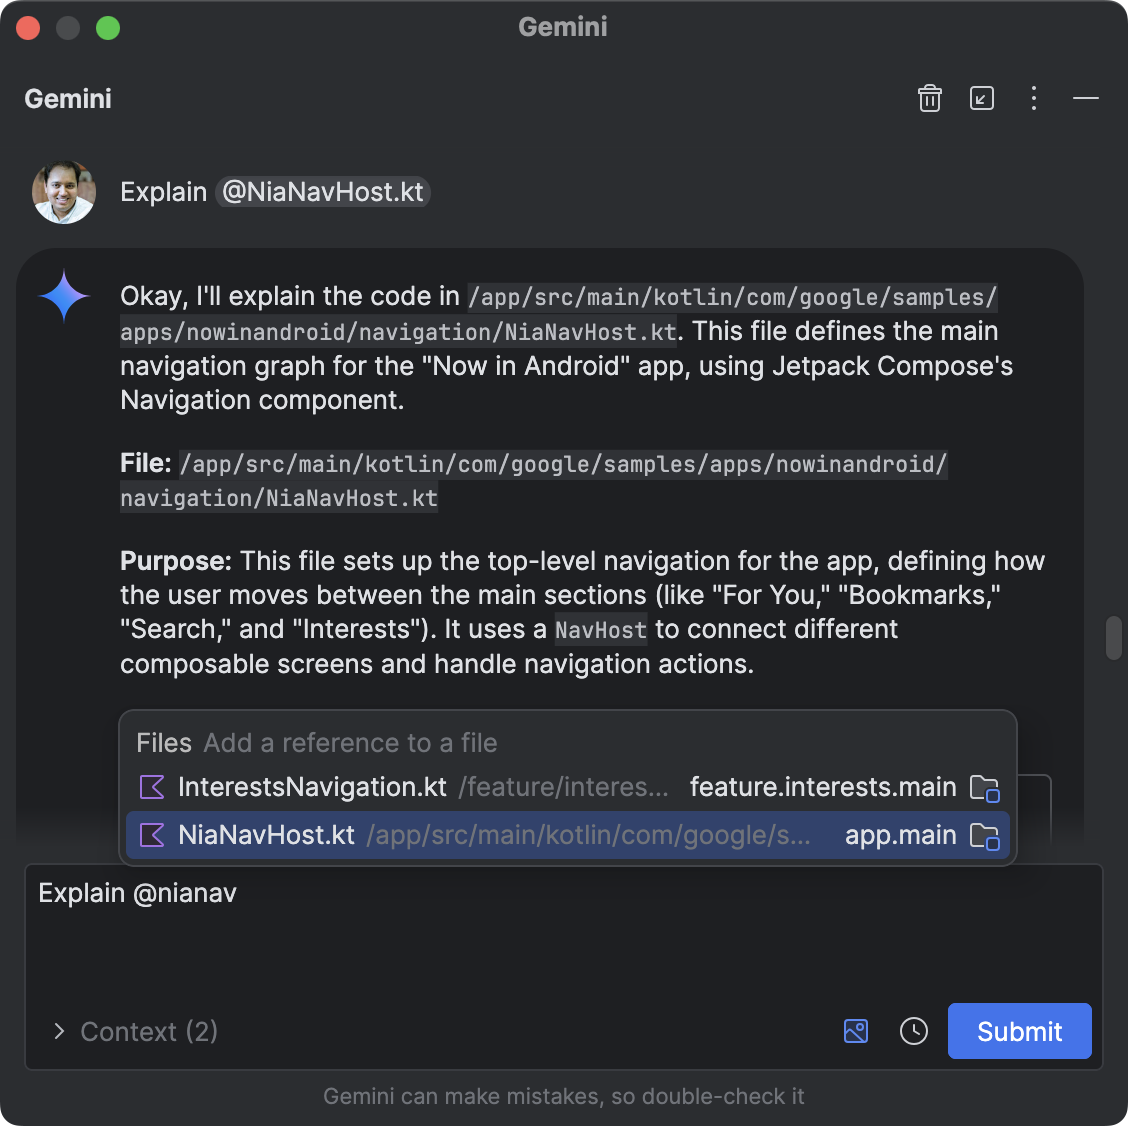 Gemini
Gemini
Explain @NiaNavHost.kt
Okay, I'll explain the code in /app/src/main/kotlin/com/google/samples/
apps/nowinandroid/navigation/NiaNavHost.kt. This file defines the main
navigation graph for the "Now in Android" app, using Jetpack Compose's
Navigation component.
File: /app/src/main/kotlin/com/google/samples/apps/nowinandroid/
navigation/NiaNavHost.kt
Purpose: This file sets up the top-level navigation for the app, defining how
the user moves between the main sections (like "For You," "Bookmarks,"
"Search," and "Interests"). It uses a NavHost to connect different
composable screens and handle navigation actions.
Files Add a reference to a file
InterestsNavigation.kt /feature/interes... feature.interests.main
NiaNavHost.kt /app/src/main/kotlin/com/google/s... app.main
Explain @nianav
Context (2)
Submit
Gemini can make mistakes, so double-check it